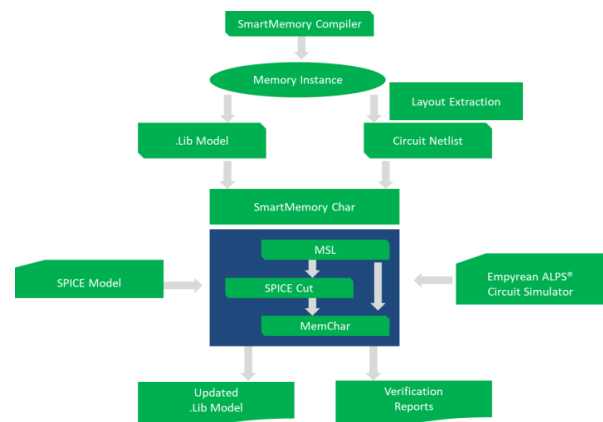 SmartMemory Compiler
Memory Instance
Layout Extraction
.Lib Model
Circuit Netlist
SmartMemory Char
MSL
SPICE Model
SPICE Cut
Empyrean ALPS®
Circuit Simulator
MemChar
Updated
.Lib Model
Verification
Reports